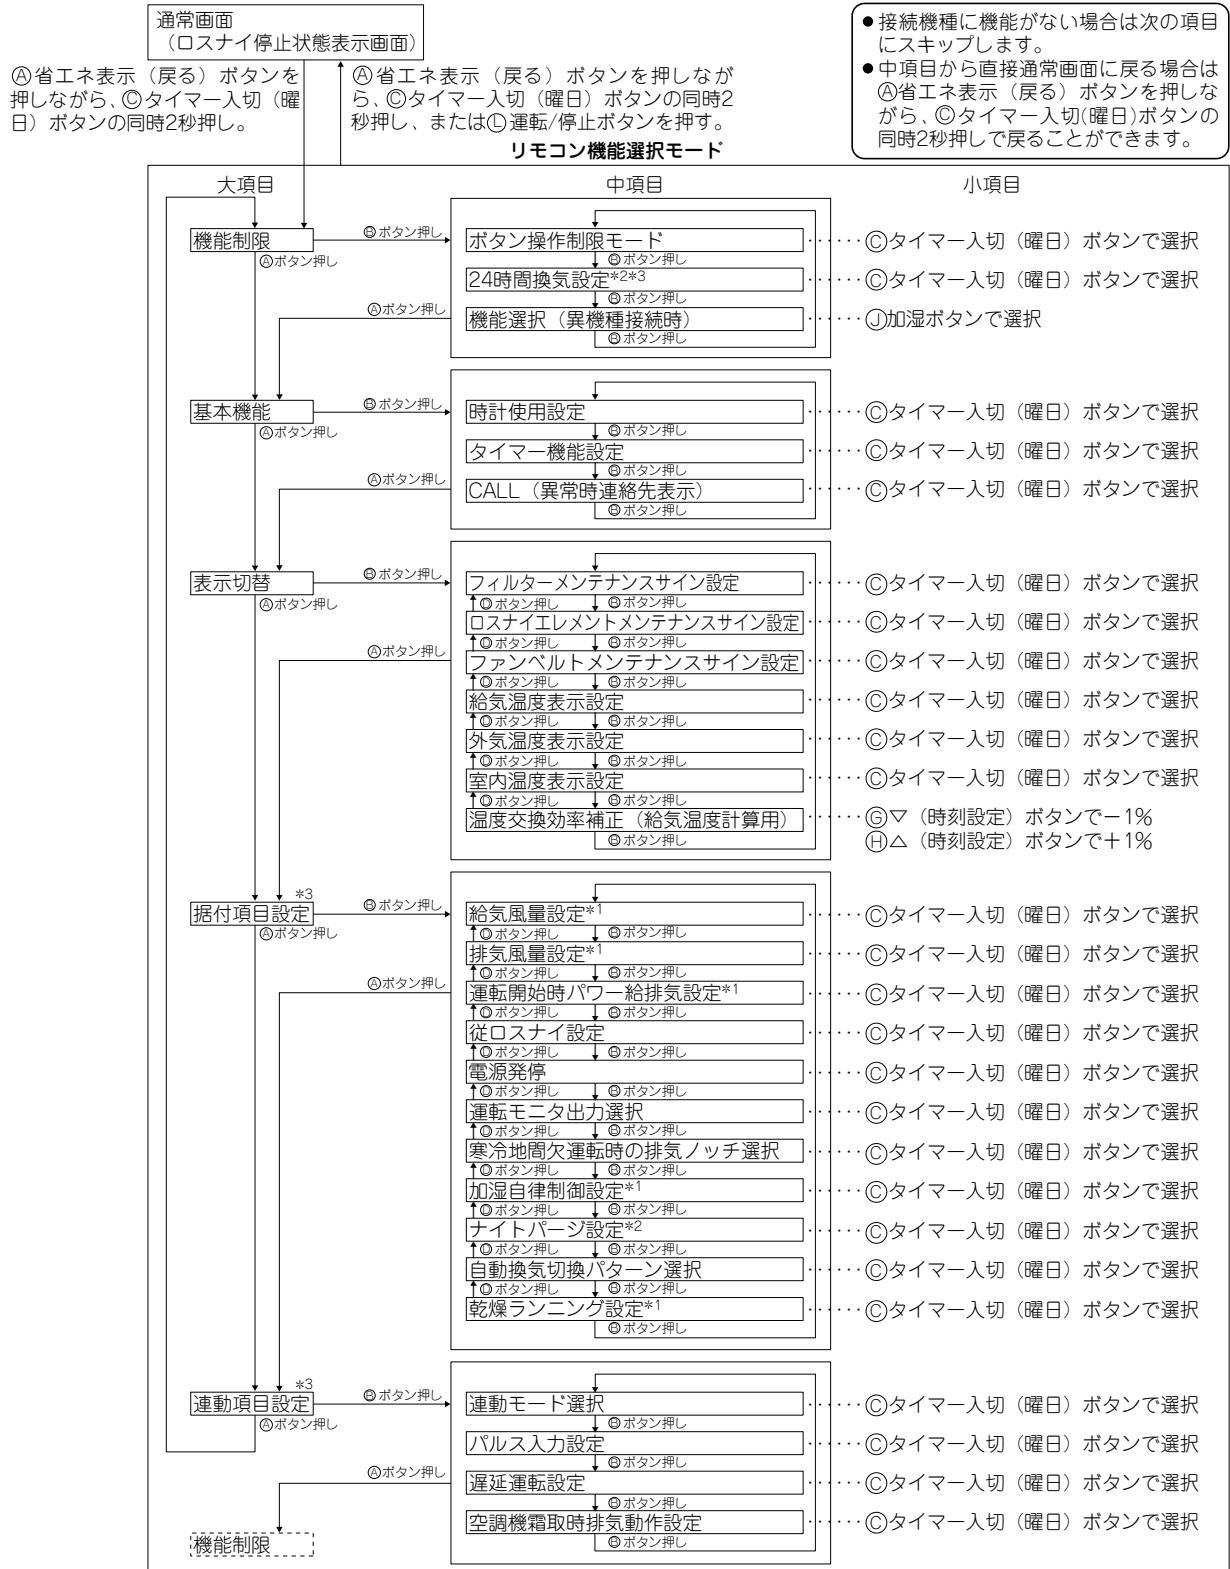 通常画面
（ロスナイ停止状態表示画面）
Ⓐ省エネ表示（戻る）ボタンを
押しながら、Ⓒタイマー入切（曜
日）ボタンの同時2秒押し。
Ⓐ省エネ表示（戻る）ボタンを押しなが
ら、Ⓒタイマー入切（曜日）ボタンの同時2
秒押し、またはⓁ運転/停止ボタンを押す。
●接続機種に機能がない場合は次の項目
にスキップします。
●中項目から直接通常画面に戻る場合は
Ⓐ省エネ表示（戻る）ボタンを押しな
がら、Ⓒタイマー入切(曜日)ボタンの
同時2秒押しで戻ることができます。
リモコン機能選択モード
大項目 中項目 小項目
機能制限 Ⓑボタン押し ボタン操作制限モード ······Ⓒタイマー入切（曜日）ボタンで選択
Ⓐボタン押し Ⓑボタン押し
24時間換気設定*2*3 ······Ⓒタイマー入切（曜日）ボタンで選択
Ⓑボタン押し
Ⓐボタン押し 機能選択（異機種接続時） ······Ⓙ加湿ボタンで選択
Ⓑボタン押し
基本機能 Ⓑボタン押し 時計使用設定 ······Ⓒタイマー入切（曜日）ボタンで選択
Ⓐボタン押し Ⓑボタン押し
タイマー機能設定 ······Ⓒタイマー入切（曜日）ボタンで選択
Ⓑボタン押し
Ⓐボタン押し CALL（異常時連絡先表示） ······Ⓒタイマー入切（曜日）ボタンで選択
Ⓑボタン押し
表示切替 Ⓑボタン押し フィルターメンテナンスサイン設定 ······Ⓒタイマー入切（曜日）ボタンで選択
Ⓐボタン押し Ⓓボタン押し Ⓑボタン押し
ロスナイエレメントメンテナンスサイン設定 ······Ⓒタイマー入切（曜日）ボタンで選択
Ⓓボタン押し Ⓑボタン押し
Ⓐボタン押し ファンベルトメンテナンスサイン設定 ······Ⓒタイマー入切（曜日）ボタンで選択
Ⓓボタン押し Ⓑボタン押し
給気温度表示設定 ······Ⓒタイマー入切（曜日）ボタンで選択
Ⓓボタン押し Ⓑボタン押し
外気温度表示設定 ······Ⓒタイマー入切（曜日）ボタンで選択
Ⓓボタン押し Ⓑボタン押し
室内温度表示設定 ······Ⓒタイマー入切（曜日）ボタンで選択
Ⓓボタン押し Ⓑボタン押し
温度交換効率補正（給気温度計算用） ······Ⓖ▽（時刻設定）ボタンで－1%
Ⓑボタン押し Ⓗ△（時刻設定）ボタンで＋1%
据付項目設定*3 Ⓑボタン押し 給気風量設定*1 ······Ⓒタイマー入切（曜日）ボタンで選択
Ⓐボタン押し Ⓓボタン押し Ⓑボタン押し
排気風量設定*1 ······Ⓒタイマー入切（曜日）ボタンで選択
Ⓓボタン押し Ⓑボタン押し
Ⓐボタン押し 運転開始時パワー給排気設定*1 ······Ⓒタイマー入切（曜日）ボタンで選択
Ⓓボタン押し Ⓑボタン押し
従ロスナイ設定 ······Ⓒタイマー入切（曜日）ボタンで選択
Ⓓボタン押し Ⓑボタン押し
電源発停 ······Ⓒタイマー入切（曜日）ボタンで選択
Ⓓボタン押し Ⓑボタン押し
運転モニタ出力選択 ······Ⓒタイマー入切（曜日）ボタンで選択
Ⓓボタン押し Ⓑボタン押し
寒冷地間欠運転時の排気ノッチ選択 ······Ⓒタイマー入切（曜日）ボタンで選択
Ⓓボタン押し Ⓑボタン押し
加湿自律制御設定*1 ······Ⓒタイマー入切（曜日）ボタンで選択
Ⓓボタン押し Ⓑボタン押し
ナイトパージ設定*2 ······Ⓒタイマー入切（曜日）ボタンで選択
Ⓓボタン押し Ⓑボタン押し
自動換気切換パターン選択 ······Ⓒタイマー入切（曜日）ボタンで選択
Ⓓボタン押し Ⓑボタン押し
乾燥ランニング設定*1 ······Ⓒタイマー入切（曜日）ボタンで選択
Ⓑボタン押し
連動項目設定*3 Ⓑボタン押し 連動モード選択 ······Ⓒタイマー入切（曜日）ボタンで選択
Ⓐボタン押し Ⓑボタン押し
パルス入力設定 ······Ⓒタイマー入切（曜日）ボタンで選択
Ⓑボタン押し
Ⓐボタン押し 遅延運転設定 ······Ⓒタイマー入切（曜日）ボタンで選択
Ⓑボタン押し
空調機霜取時排気動作設定 ······Ⓒタイマー入切（曜日）ボタンで選択
Ⓑボタン押し
機能制限